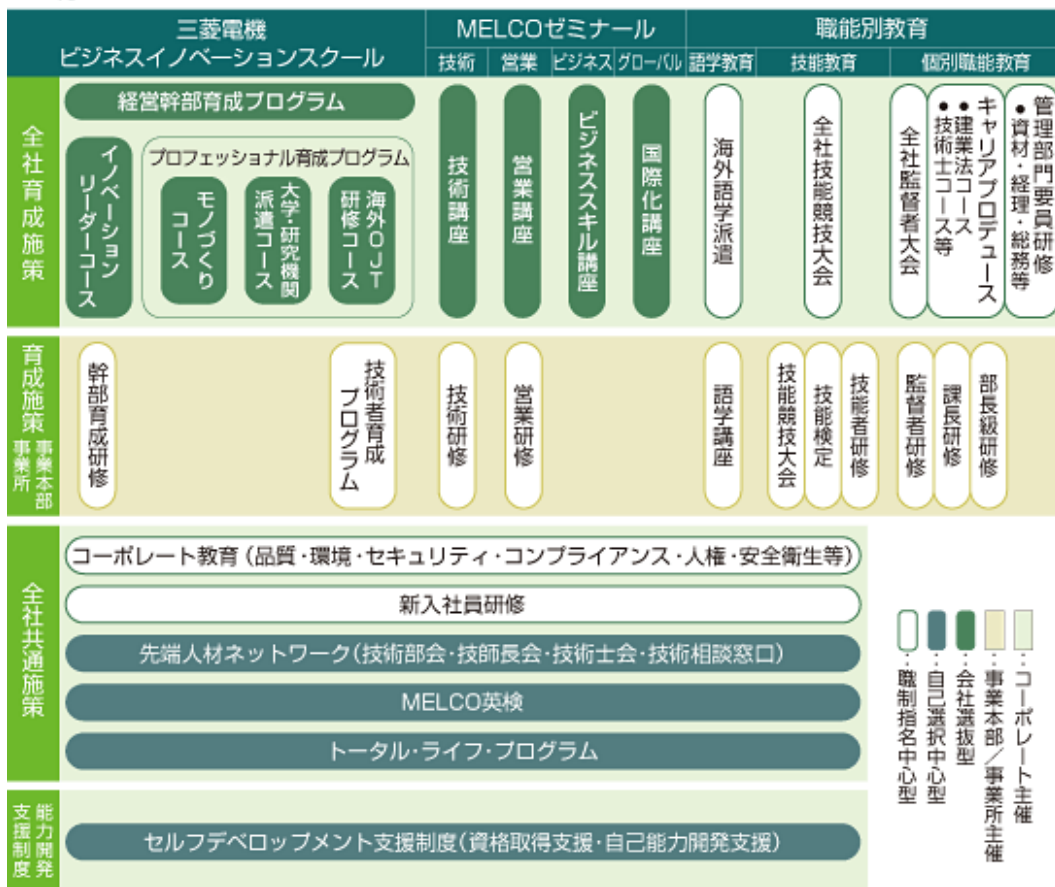 三菱電機
ビジネスイノベーションスクール
MELCOゼミナール
職能別教育
技術
営業
ビジネス
グローバル
語学教育
技能教育
個別職能教育
全社育成施策
経営幹部育成プログラム
イノベーション
リーダーコース
プロフェッショナル育成プログラム
モノづくり
コース
大学・研究機関
派遣コース
海外OJT
研修コース
技術講座
営業講座
ビジネススキル講座
国際化講座
海外語学派遣
全社技能競技大会
全社監督者大会
キャリアプロデュース
●建業法コース
●技術士コース等
管理部門要員研修
●資材・経理・総務等
育成施策
事業本部
事業所
幹部育成研修
技術者育成
プログラム
技術研修
営業研修
語学講座
技能競技大会
技能検定
技能者研修
監督者研修
課長研修
部長級研修
全社共通施策
コーポレート教育（品質・環境・セキュリティ・コンプライアンス・人権・安全衛生等）
新入社員研修
先端人材ネットワーク（技術部会・技師長会・技術士会・技術相談窓口）
MELCO英検
トータル・ライフ・プログラム
能力開発
支援制度
セルフデベロップメント支援制度（資格取得支援・自己能力開発支援）
‥コーポレート主催
‥事業本部／事業所主催
‥会社選抜型
‥自己選択中心型
‥職制指名中心型